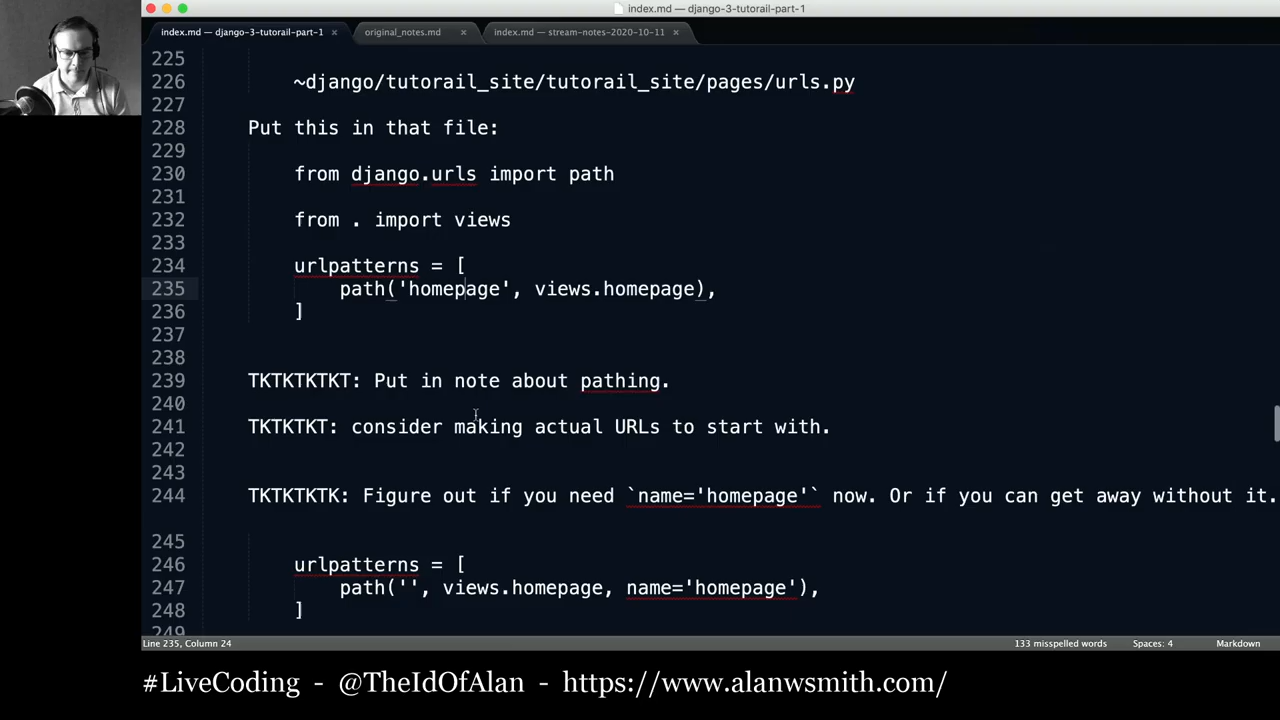 index.md — django-3-tutorail-part-1
index.md — django-3-tutorail-part-1 × original_notes.md × index.md — stream-notes-2020-10-11 ×
225
226 ~django/tutorail_site/tutorail_site/pages/urls.py
227
228 Put this in that file:
229
230 from django.urls import path
231
232 from . import views
233
234 urlpatterns = [
235 path('homepage', views.homepage),
236 ]
237
238
239 TKTKTKTKT: Put in note about pathing.
240
241 TKTKTKT: consider making actual URLs to start with.
242
243
244 TKTKTKTK: Figure out if you need `name='homepage'` now. Or if you can get away without it.
245
246 urlpatterns = [
247 path('', views.homepage, name='homepage'),
248 ]
249
Line 235, Column 24 133 misspelled words Spaces: 4 Markdown
#LiveCoding - @TheIdOfAlan - https://www.alanwsmith.com/